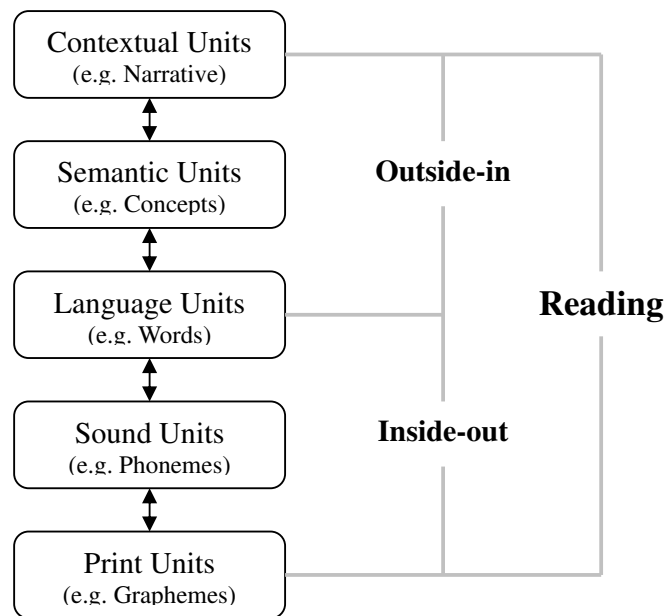 Contextual Units
(e.g. Narrative)
Semantic Units
(e.g. Concepts)
Outside-in
Language Units
(e.g. Words)
Reading
Sound Units
(e.g. Phonemes)
Inside-out
Print Units
(e.g. Graphemes)